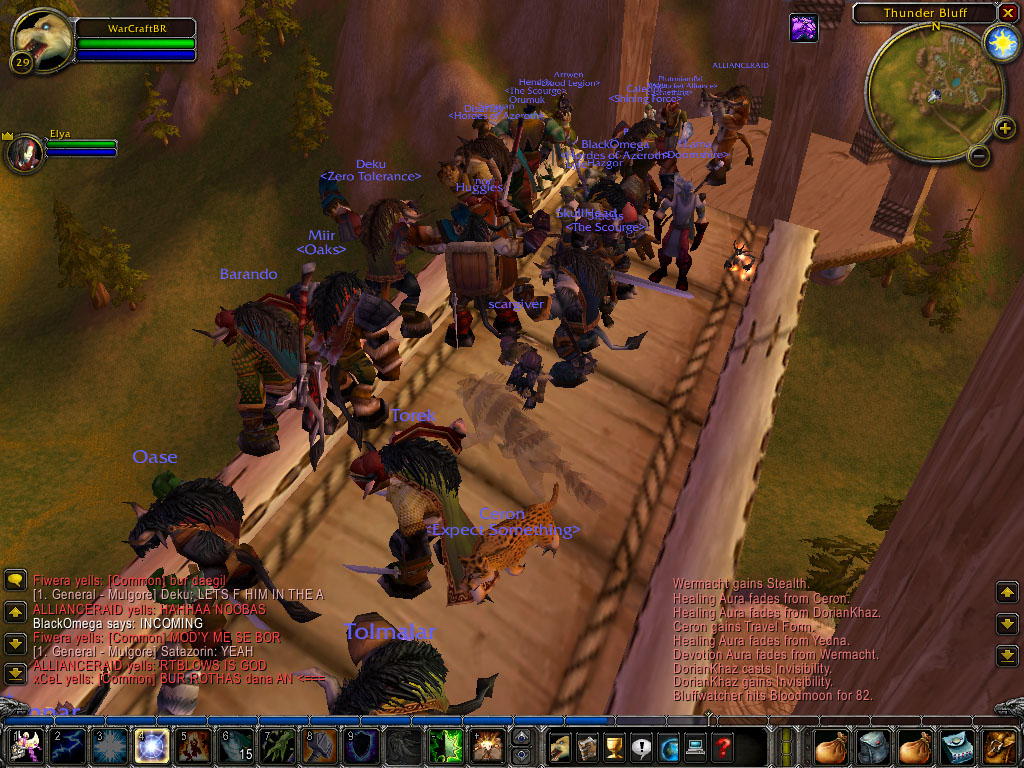 WarCraftBR
29
Elya
Thunder Bluff
N
ALLIANCERAID
Arrwen
<The Scourge>
Orumuk
<Shining Force>
Deku
<Zero Tolerance>
Huggles
BlackOmega
Hazgor
SkullHead
<The Scourge>
Miir
<Oaks>
Barando
scarriver
Torek
Oase
Ceron
<Expect Something>
Tolmalar
Fiwera yells: [Common] bur daegil
[1. General - Mulgore] Deku: LETS F HIM IN THE A
ALLIANCERAID yells: HAHHAA NOOBAS
BlackOmega says: INCOMING
Fiwera yells: [Common] MOD'Y ME SE BOR
[1. General - Mulgore] Satazorin: YEAH
ALLIANCERAID yells: RTBLOWS IS GOD
xCeL yells: [Common] BUR ROTHAS dana AN <===
Wermacht gains Stealth.
Healing Aura fades from Ceron.
Healing Aura fades from DorianKhaz.
Ceron gains Travel Form.
Healing Aura fades from Yedna.
Devotion Aura fades from Wermacht.
DorianKhaz casts Invisibility.
DorianKhaz gains Invisibility.
Bluffwatcher hits Bloodmoon for 82.
1 2 3 4 5 6 7 8 9
15